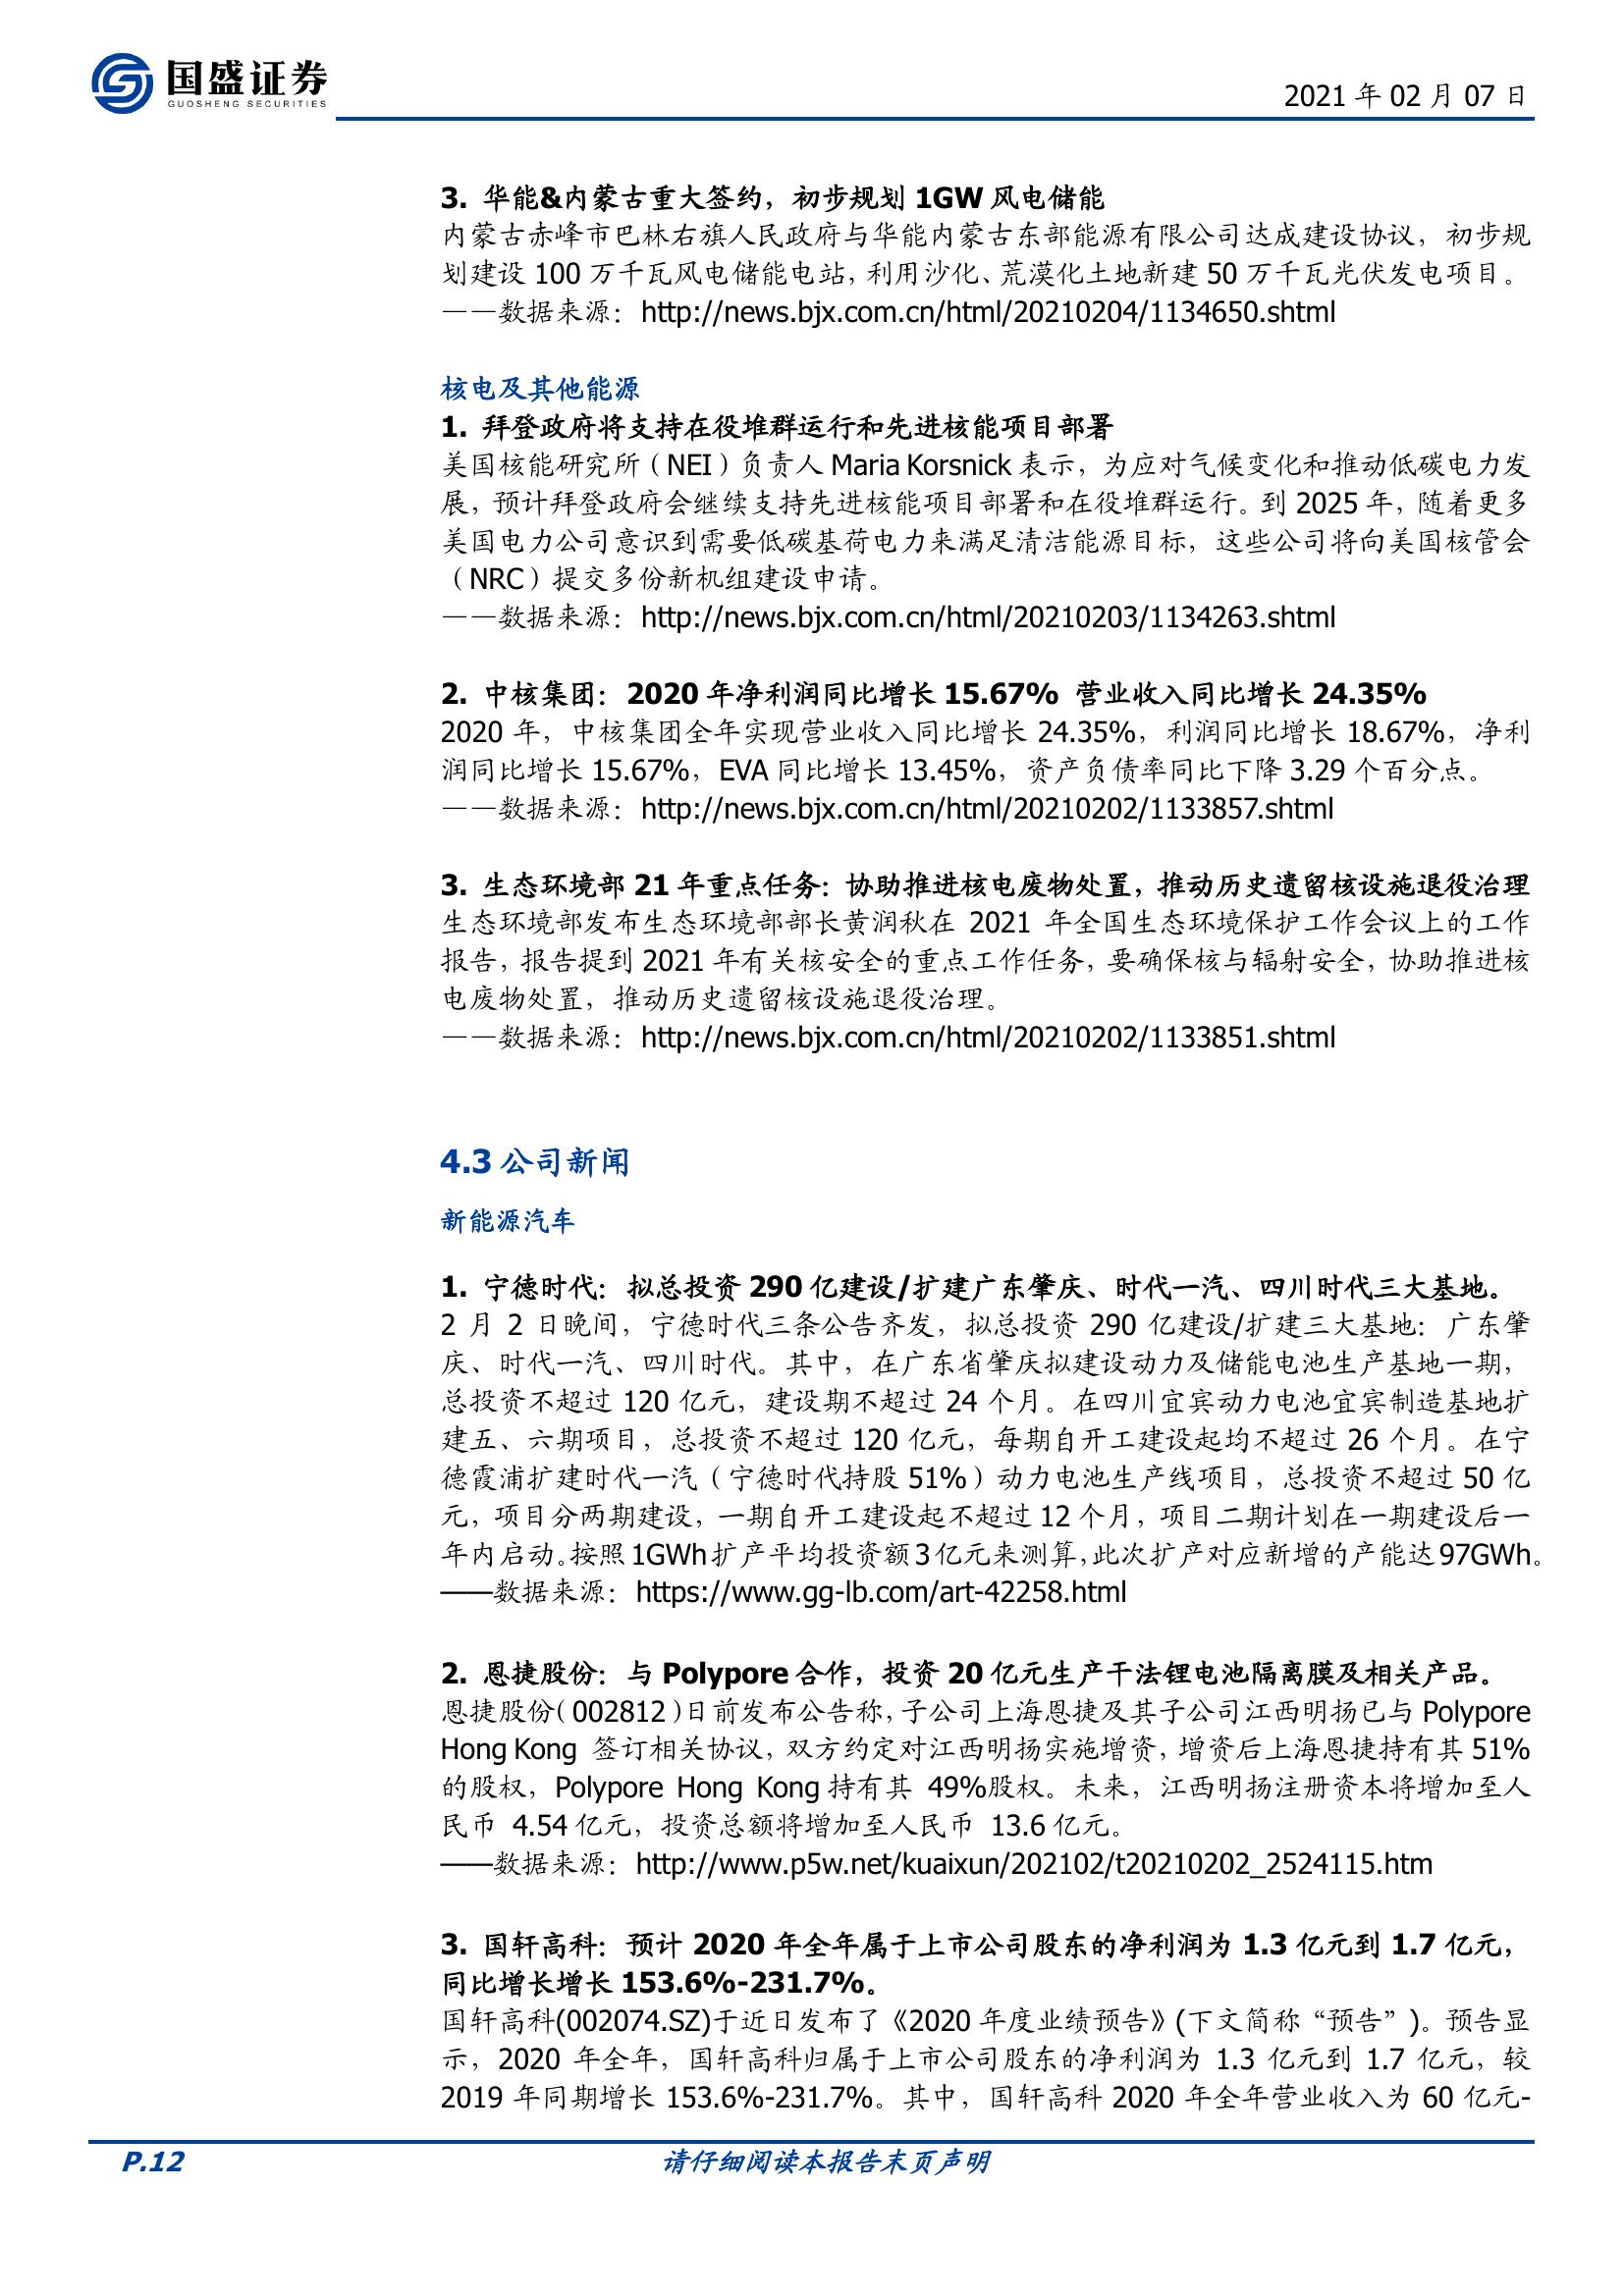 国盛证券
GUOSHENG SECURITIES
2021 年 02 月 07 日
3. 华能&内蒙古重大签约，初步规划 1GW 风电储能
内蒙古赤峰市巴林右旗人民政府与华能内蒙古东部能源有限公司达成建设协议，初步规
划建设 100 万千瓦风电储能电站，利用沙化、荒漠化土地新建 50 万千瓦光伏发电项目。
——数据来源：http://news.bjx.com.cn/html/20210204/1134650.shtml
核电及其他能源
1. 拜登政府将支持在役堆群运行和先进核能项目部署
美国核能研究所（NEI）负责人 Maria Korsnick 表示，为应对气候变化和推动低碳电力发
展，预计拜登政府会继续支持先进核能项目部署和在役堆群运行。到 2025 年，随着更多
美国电力公司意识到需要低碳基荷电力来满足清洁能源目标，这些公司将向美国核管会
（NRC）提交多份新机组建设申请。
——数据来源：http://news.bjx.com.cn/html/20210203/1134263.shtml
2. 中核集团：2020 年净利润同比增长 15.67% 营业收入同比增长 24.35%
2020 年，中核集团全年实现营业收入同比增长 24.35%，利润同比增长 18.67%，净利
润同比增长 15.67%，EVA 同比增长 13.45%，资产负债率同比下降 3.29 个百分点。
——数据来源：http://news.bjx.com.cn/html/20210202/1133857.shtml
3. 生态环境部 21 年重点任务：协助推进核电废物处置，推动历史遗留核设施退役治理
生态环境部发布生态环境部部长黄润秋在 2021 年全国生态环境保护工作会议上的工作
报告，报告提到 2021 年有关核安全的重点工作任务，要确保核与辐射安全，协助推进核
电废物处置，推动历史遗留核设施退役治理。
——数据来源：http://news.bjx.com.cn/html/20210202/1133851.shtml
4.3 公司新闻
新能源汽车
1. 宁德时代：拟总投资 290 亿建设/扩建广东肇庆、时代一汽、四川时代三大基地。
2 月 2 日晚间，宁德时代三条公告齐发，拟总投资 290 亿建设/扩建三大基地：广东肇
庆、时代一汽、四川时代。其中，在广东省肇庆拟建设动力及储能电池生产基地一期，
总投资不超过 120 亿元，建设期不超过 24 个月。在四川宜宾动力电池宜宾制造基地扩
建五、六期项目，总投资不超过 120 亿元，每期自开工建设起均不超过 26 个月。在宁
德霞浦扩建时代一汽（宁德时代持股 51%）动力电池生产线项目，总投资不超过 50 亿
元，项目分两期建设，一期自开工建设起不超过 12 个月，项目二期计划在一期建设后一
年内启动。按照 1GWh 扩产平均投资额 3 亿元来测算，此次扩产对应新增的产能达 97GWh。
——数据来源：https://www.gg-lb.com/art-42258.html
2. 恩捷股份：与 Polypore 合作，投资 20 亿元生产干法锂电池隔离膜及相关产品。
恩捷股份（002812）日前发布公告称，子公司上海恩捷及其子公司江西明扬已与 Polypore
Hong Kong 签订相关协议，双方约定对江西明扬实施增资，增资后上海恩捷持有其 51%
的股权，Polypore Hong Kong 持有其 49%股权。未来，江西明扬注册资本将增加至人
民币 4.54 亿元，投资总额将增加至人民币 13.6 亿元。
——数据来源：http://www.p5w.net/kuaixun/202102/t20210202_2524115.htm
3. 国轩高科：预计 2020 年全年属于上市公司股东的净利润为 1.3 亿元到 1.7 亿元，
同比增长增长 153.6%-231.7%。
国轩高科(002074.SZ)于近日发布了《2020 年度业绩预告》(下文简称“预告”)。预告显
示，2020 年全年，国轩高科归属于上市公司股东的净利润为 1.3 亿元到 1.7 亿元，较
2019 年同期增长 153.6%-231.7%。其中，国轩高科 2020 年全年营业收入为 60 亿元-
P.12
请仔细阅读本报告末页声明